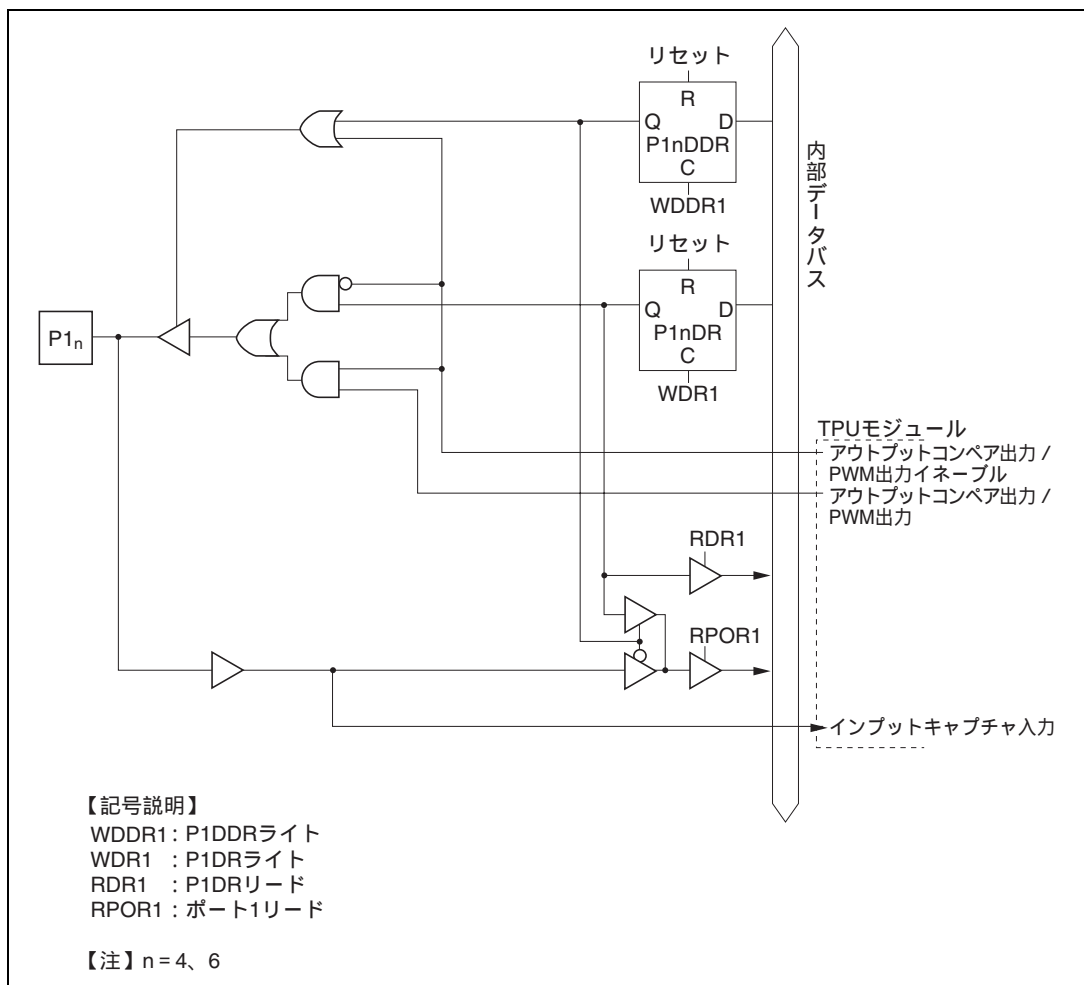 リセット
R
Q D
P1nDDR
C
WDDR1
内部データバス
リセット
R
Q D
P1nDR
C
WDR1
P1n
TPUモジュール
アウトプットコンペア出力 /
PWM出力イネーブル
アウトプットコンペア出力 /
PWM出力
RDR1
RPOR1
インプットキャプチャ入力
【記号説明】
WDDR1 : P1DDRライト
WDR1 : P1DRライト
RDR1 : P1DRリード
RPOR1 : ポート1リード
【注】 n = 4、6